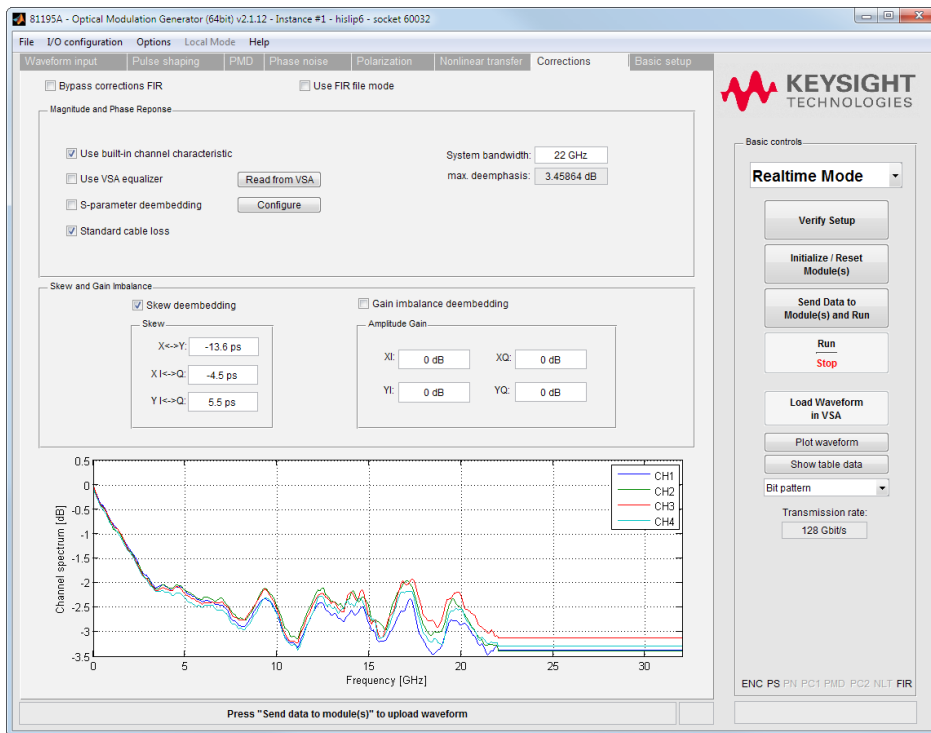 81195A - Optical Modulation Generator (64bit) v2.1.12 - Instance #1 - hislip6 - socket 60032
File I/O configuration Options Local Mode Help
Waveform input Pulse shaping PMD Phase noise Polarization Nonlinear transfer Corrections Basic setup
Bypass corrections FIR Use FIR file mode
Magnitude and Phase Reponse
Use built-in channel characteristic System bandwidth: 22 GHz
Use VSA equalizer Read from VSA max. deemphasis: 3.45864 dB
S-parameter deembedding Configure
Standard cable loss
Skew and Gain Imbalance
Skew deembedding Gain imbalance deembedding
Skew Amplitude Gain
X<->Y: -13.6 ps
X I<->Q: -4.5 ps
Y I<->Q: 5.5 ps
XI: 0 dB XQ: 0 dB
YI: 0 dB YQ: 0 dB
0.5
0
-0.5
-1
-1.5
-2
-2.5
-3
-3.5
Channel spectrum [dB]
CH1
CH2
CH3
CH4
0 5 10 15 20 25 30
Frequency [GHz]
Press "Send data to module(s)" to upload waveform
KEYSIGHT
TECHNOLOGIES
Basic controls
Realtime Mode
Verify Setup
Initialize / Reset
Module(s)
Send Data to
Module(s) and Run
Run
Stop
Load Waveform
in VSA
Plot waveform
Show table data
Bit pattern
Transmission rate:
128 Gbit/s
ENC PS PN PC1 PMD PC2 NLT FIR